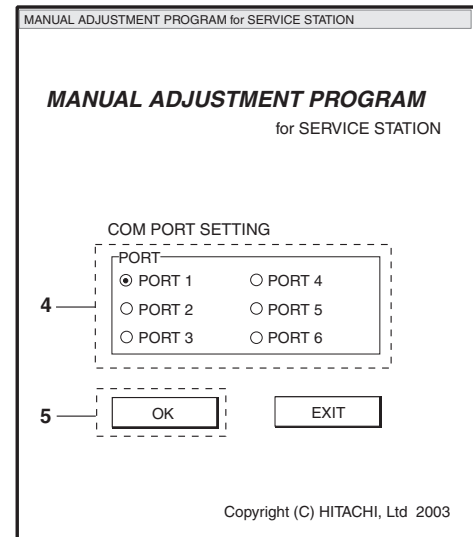 MANUAL ADJUSTMENT PROGRAM for SERVICE STATION
MANUAL ADJUSTMENT PROGRAM
for SERVICE STATION
COM PORT SETTING
PORT
PORT 1 PORT 4
4 PORT 2 PORT 5
PORT 3 PORT 6
5 OK EXIT
Copyright (C) HITACHI, Ltd 2003